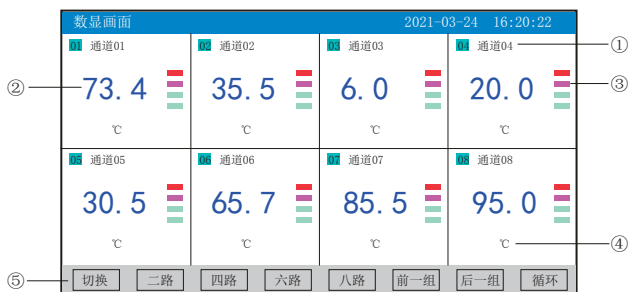 数显画面 2021-03-24 16:20:22
01 通道01 02 通道02 03 通道03 04 通道04 ①
② 73.4 35.5 6.0 20.0 ③
℃ ℃ ℃ ℃
05 通道05 06 通道06 07 通道07 08 通道08
30.5 65.7 85.5 95.0
℃ ℃ ℃ ℃ ④
⑤ 切换 二路 四路 六路 八路 前一组 后一组 循环